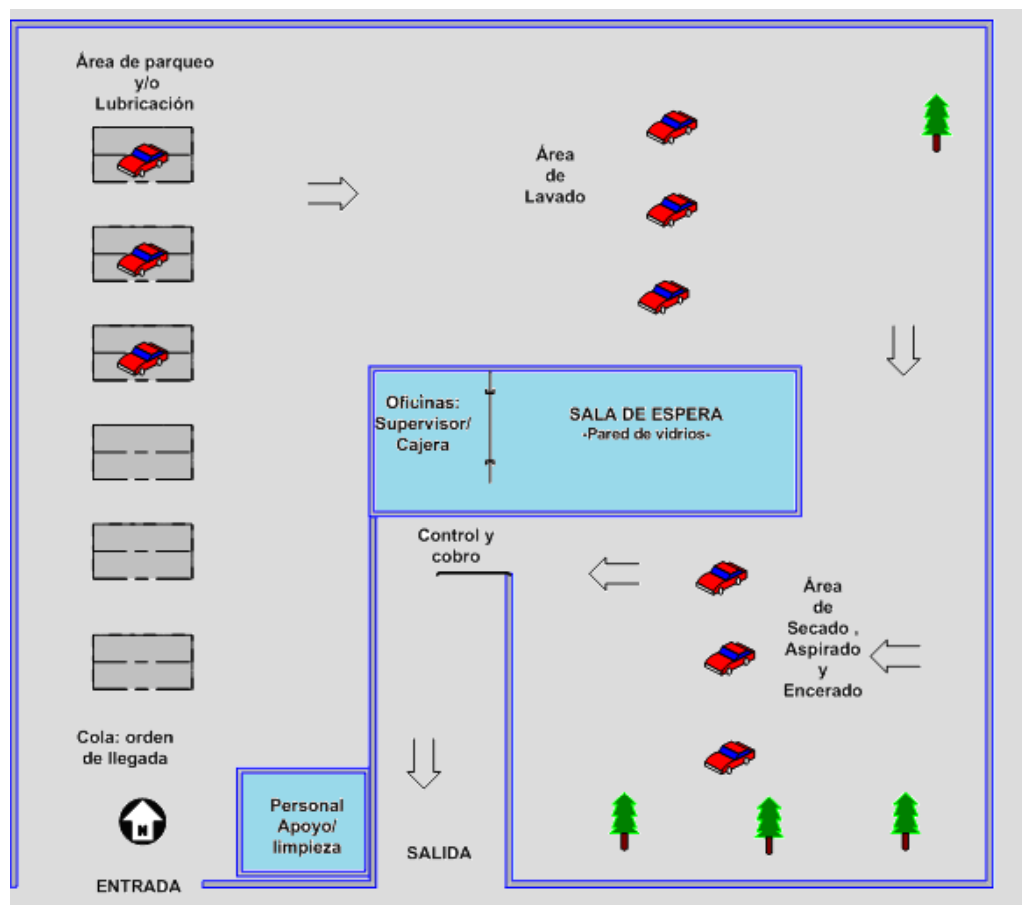 Área de parqueo
y/o
Lubricación
Área
de
Lavado
Ofiuinas:
Supervisor/
Cajera
SALA DE ESPERA
-Pared de vidrios-
Control y
cobro
Área
de
Secado ,
Aspirado
y
Encerado
Cola: orden
de llegada
N
Personal
Apoyo/
limpieza
SALIDA
ENTRADA